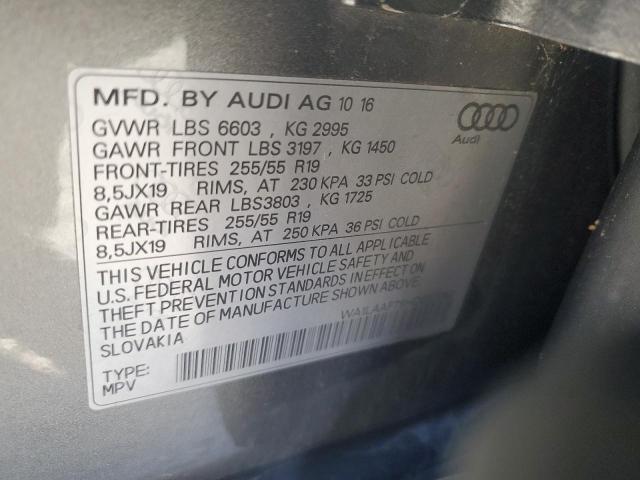 MFD. BY AUDI AG 10 16
GVWR LBS 6603 , KG 2995
GAWR FRONT LBS 3197 , KG 1450
FRONT-TIRES 255/55 R19
8,5JX19 RIMS, AT 230 KPA 33 PSI COLD
GAWR REAR LBS3803 , KG 1725
REAR-TIRES 255/55 R19
8,5JX19 RIMS, AT 250 KPA 36 PSI COLD
Audi
THIS VEHICLE CONFORMS TO ALL APPLICABLE
U.S. FEDERAL MOTOR VEHICLE SAFETY AND
THEFT PREVENTION STANDARDS IN EFFECT ON
THE DATE OF MANUFACTURE SHOWN ABOVE.
SLOVAKIA
TYPE:
MPV